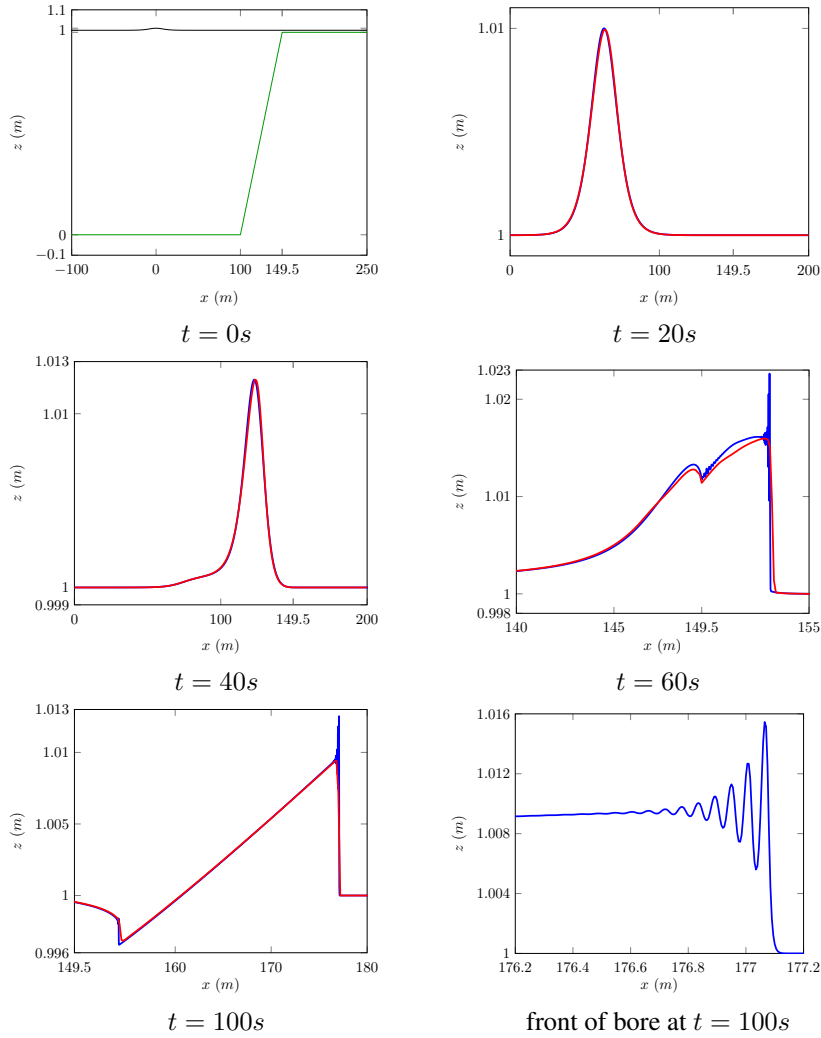 1.1
1
0
−0.1
−100
0
100
149.5
250
z (m)
x (m)
t = 0s
1.01
1
0
100
149.5
200
z (m)
x (m)
t = 20s
1.013
1.01
1
0.999
0
100
149.5
200
z (m)
x (m)
t = 40s
1.023
1.02
1.01
1
0.998
140
145
149.5
155
z (m)
x (m)
t = 60s
1.013
1.01
1.005
1
0.996
149.5
160
170
180
z (m)
x (m)
t = 100s
1.016
1.012
1.008
1.004
1
176.2
176.4
176.6
176.8
177
177.2
z (m)
x (m)
front of bore at t = 100s